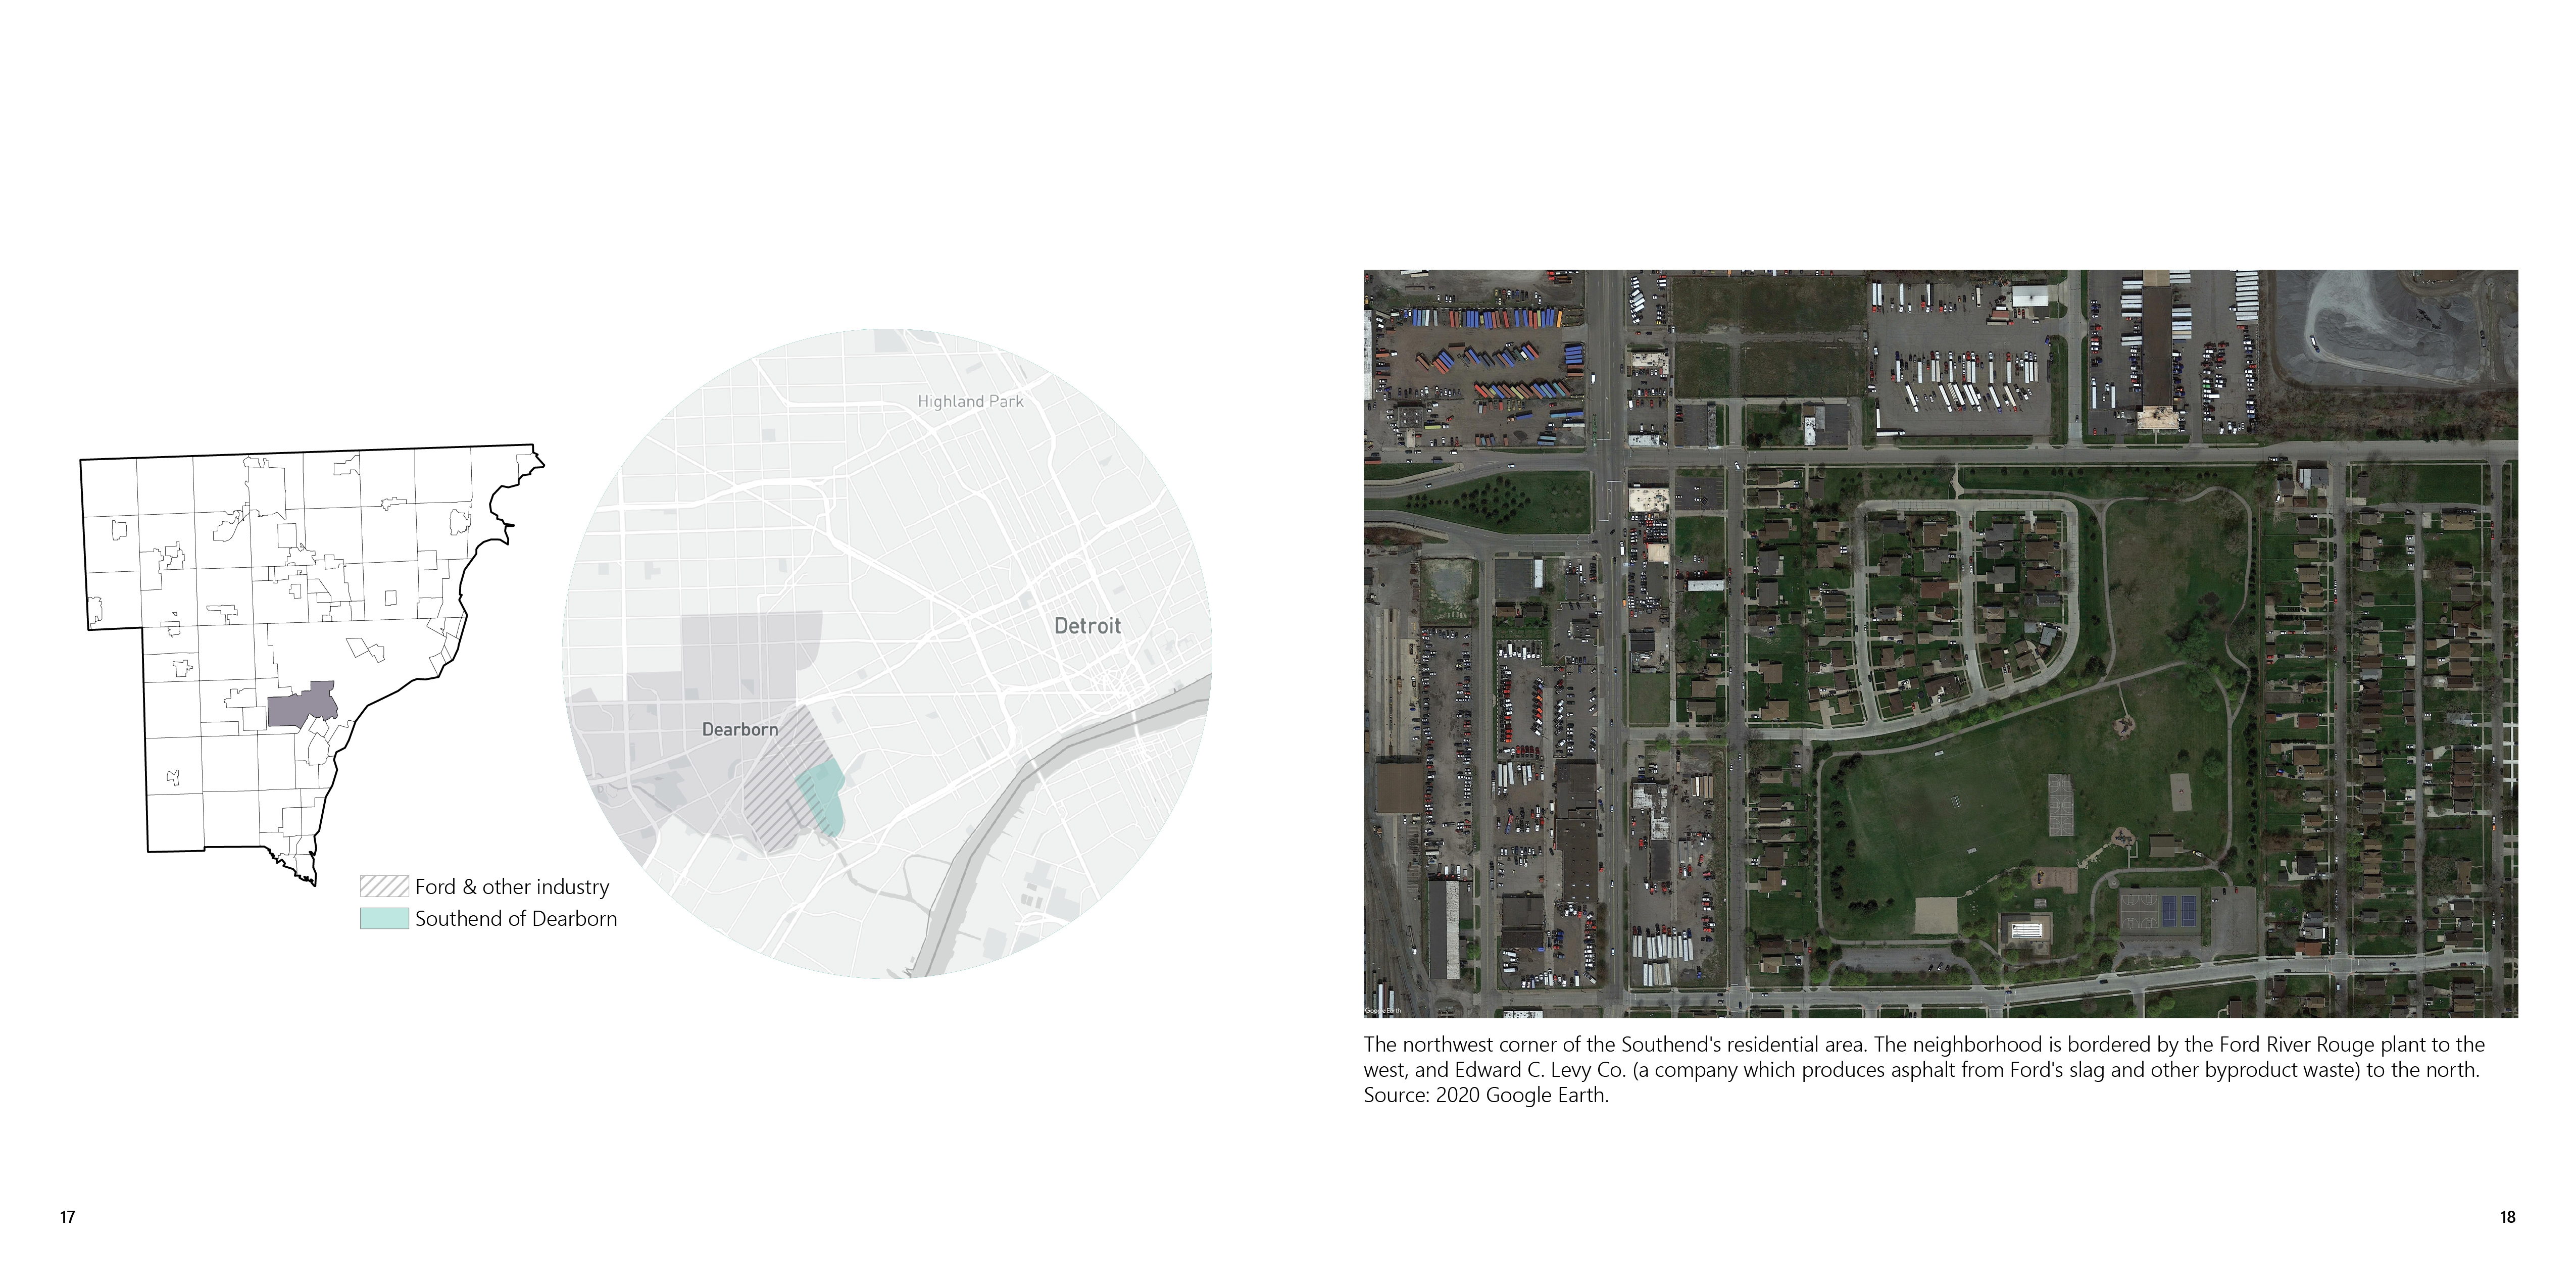 Highland Park
Detroit
Dearborn
Ford & other industry
Southend of Dearborn
17
Google Earth
The northwest corner of the Southend's residential area. The neighborhood is bordered by the Ford River Rouge plant to the
west, and Edward C. Levy Co. (a company which produces asphalt from Ford's slag and other byproduct waste) to the north.
Source: 2020 Google Earth.
18